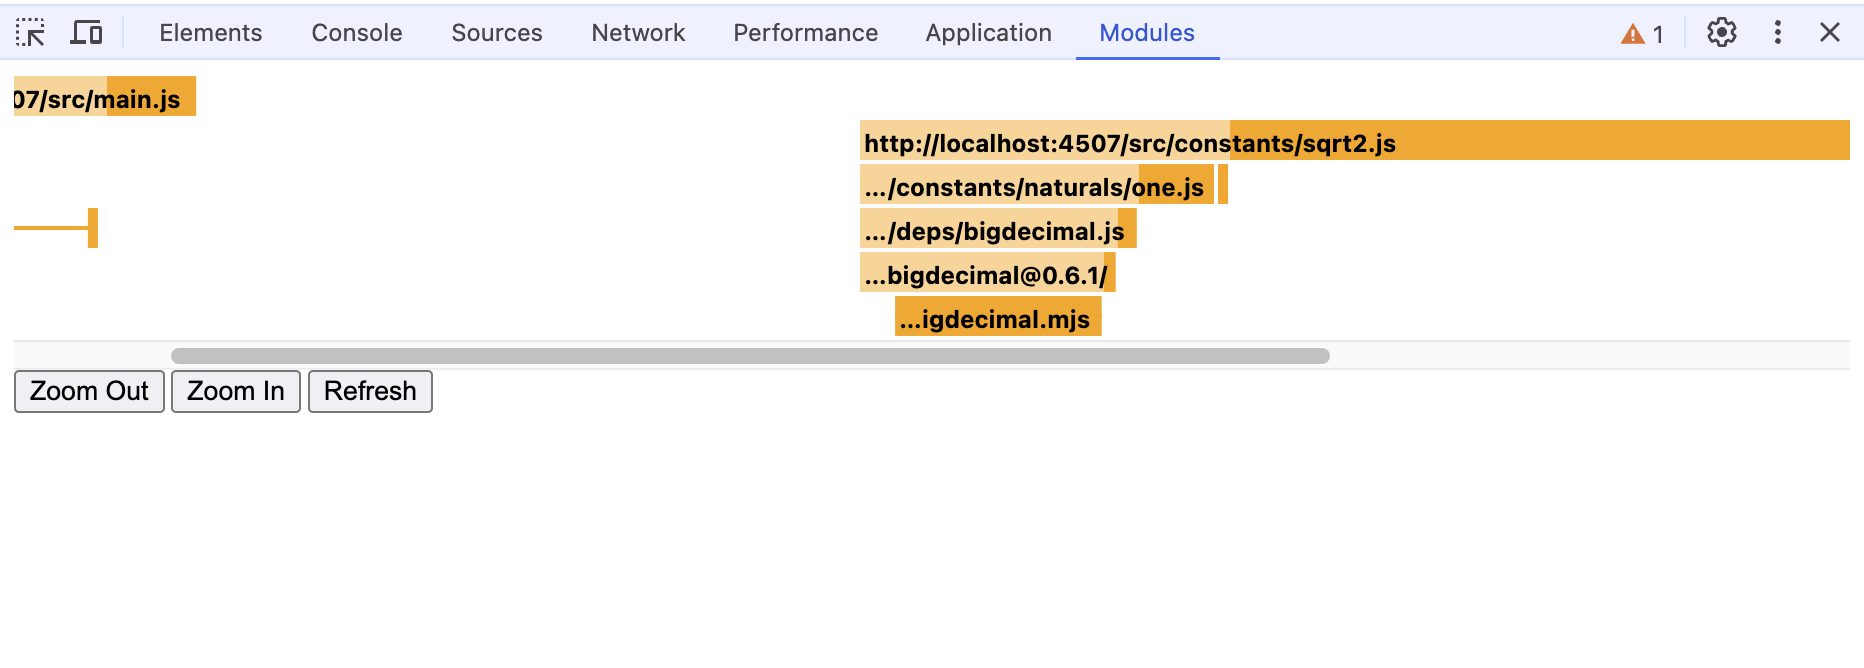 Elements Console Sources Network Performance Application Modules 1
07/src/main.js
http://localhost:4507/src/constants/sqrt2.js
.../constants/naturals/one.js
.../deps/bigdecimal.js
...bigdecimal@0.6.1/
...igdecimal.mjs
Zoom Out Zoom In Refresh